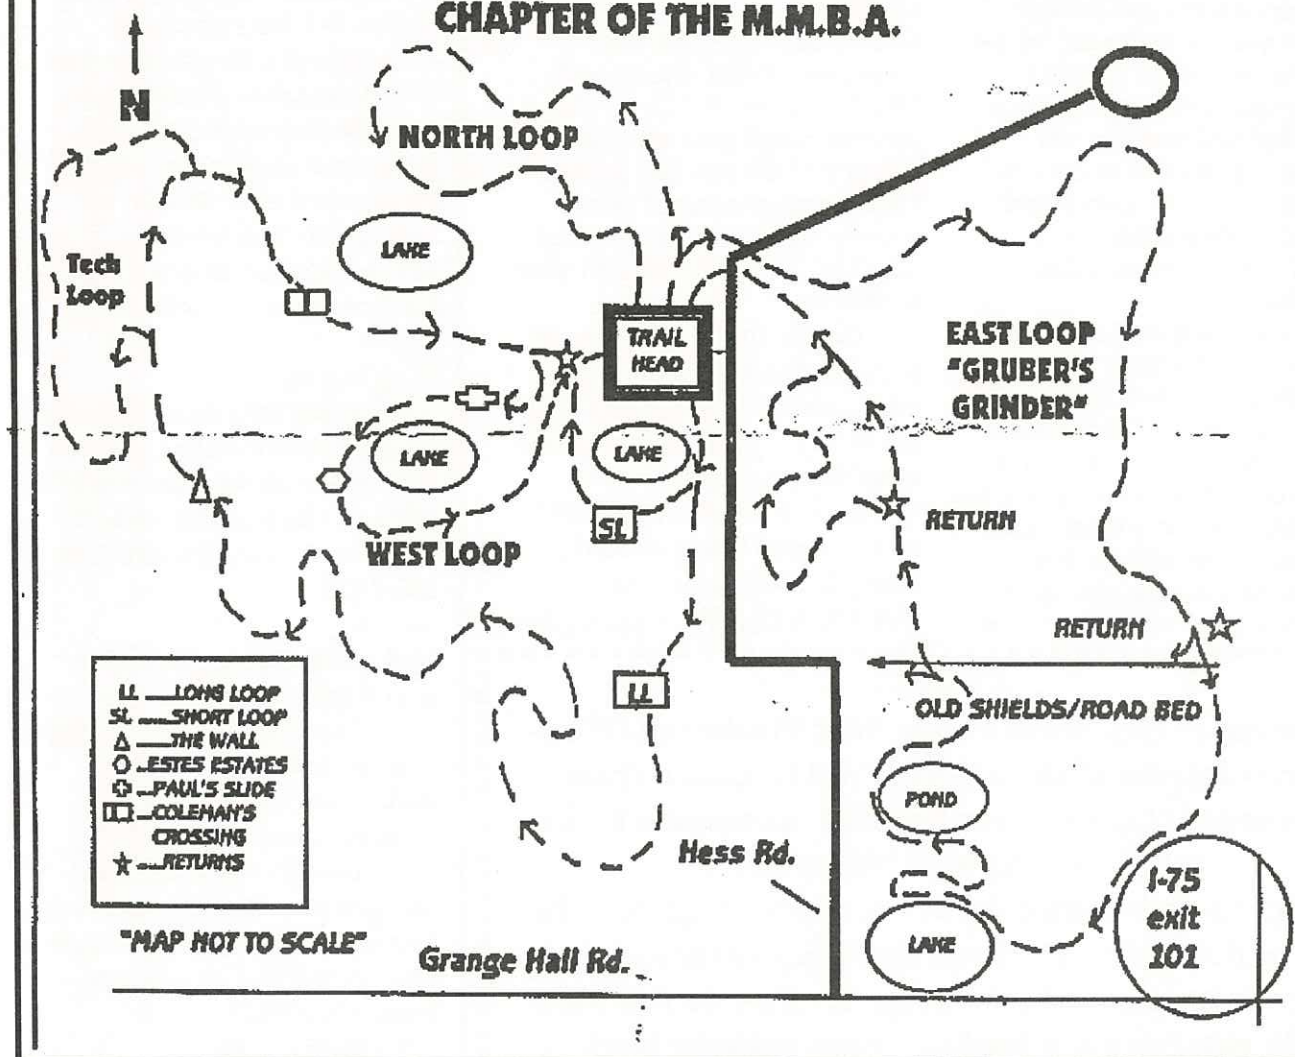 CHAPTER OF THE M.M.B.A.
N
NORTH LOOP
LAKE
Tech
Loop
TRAIL
HEAD
EAST LOOP
"GRUBER'S
GRINDER"
LAKE
LAKE
SL
RETURN
WEST LOOP
RETURN
LL
OLD SHIELDS/ROAD BED
LL ....LONG LOOP
SL ....SHORT LOOP
△ ....THE WALL
⬡ ..ESTES ESTATES
✚ ..PAUL'S SLIDE
◫ ..COLEMAN'S
CROSSING
☆ ....RETURNS
POND
Hess Rd.
I-75
exit
101
LAKE
"MAP NOT TO SCALE"
Grange Hall Rd.